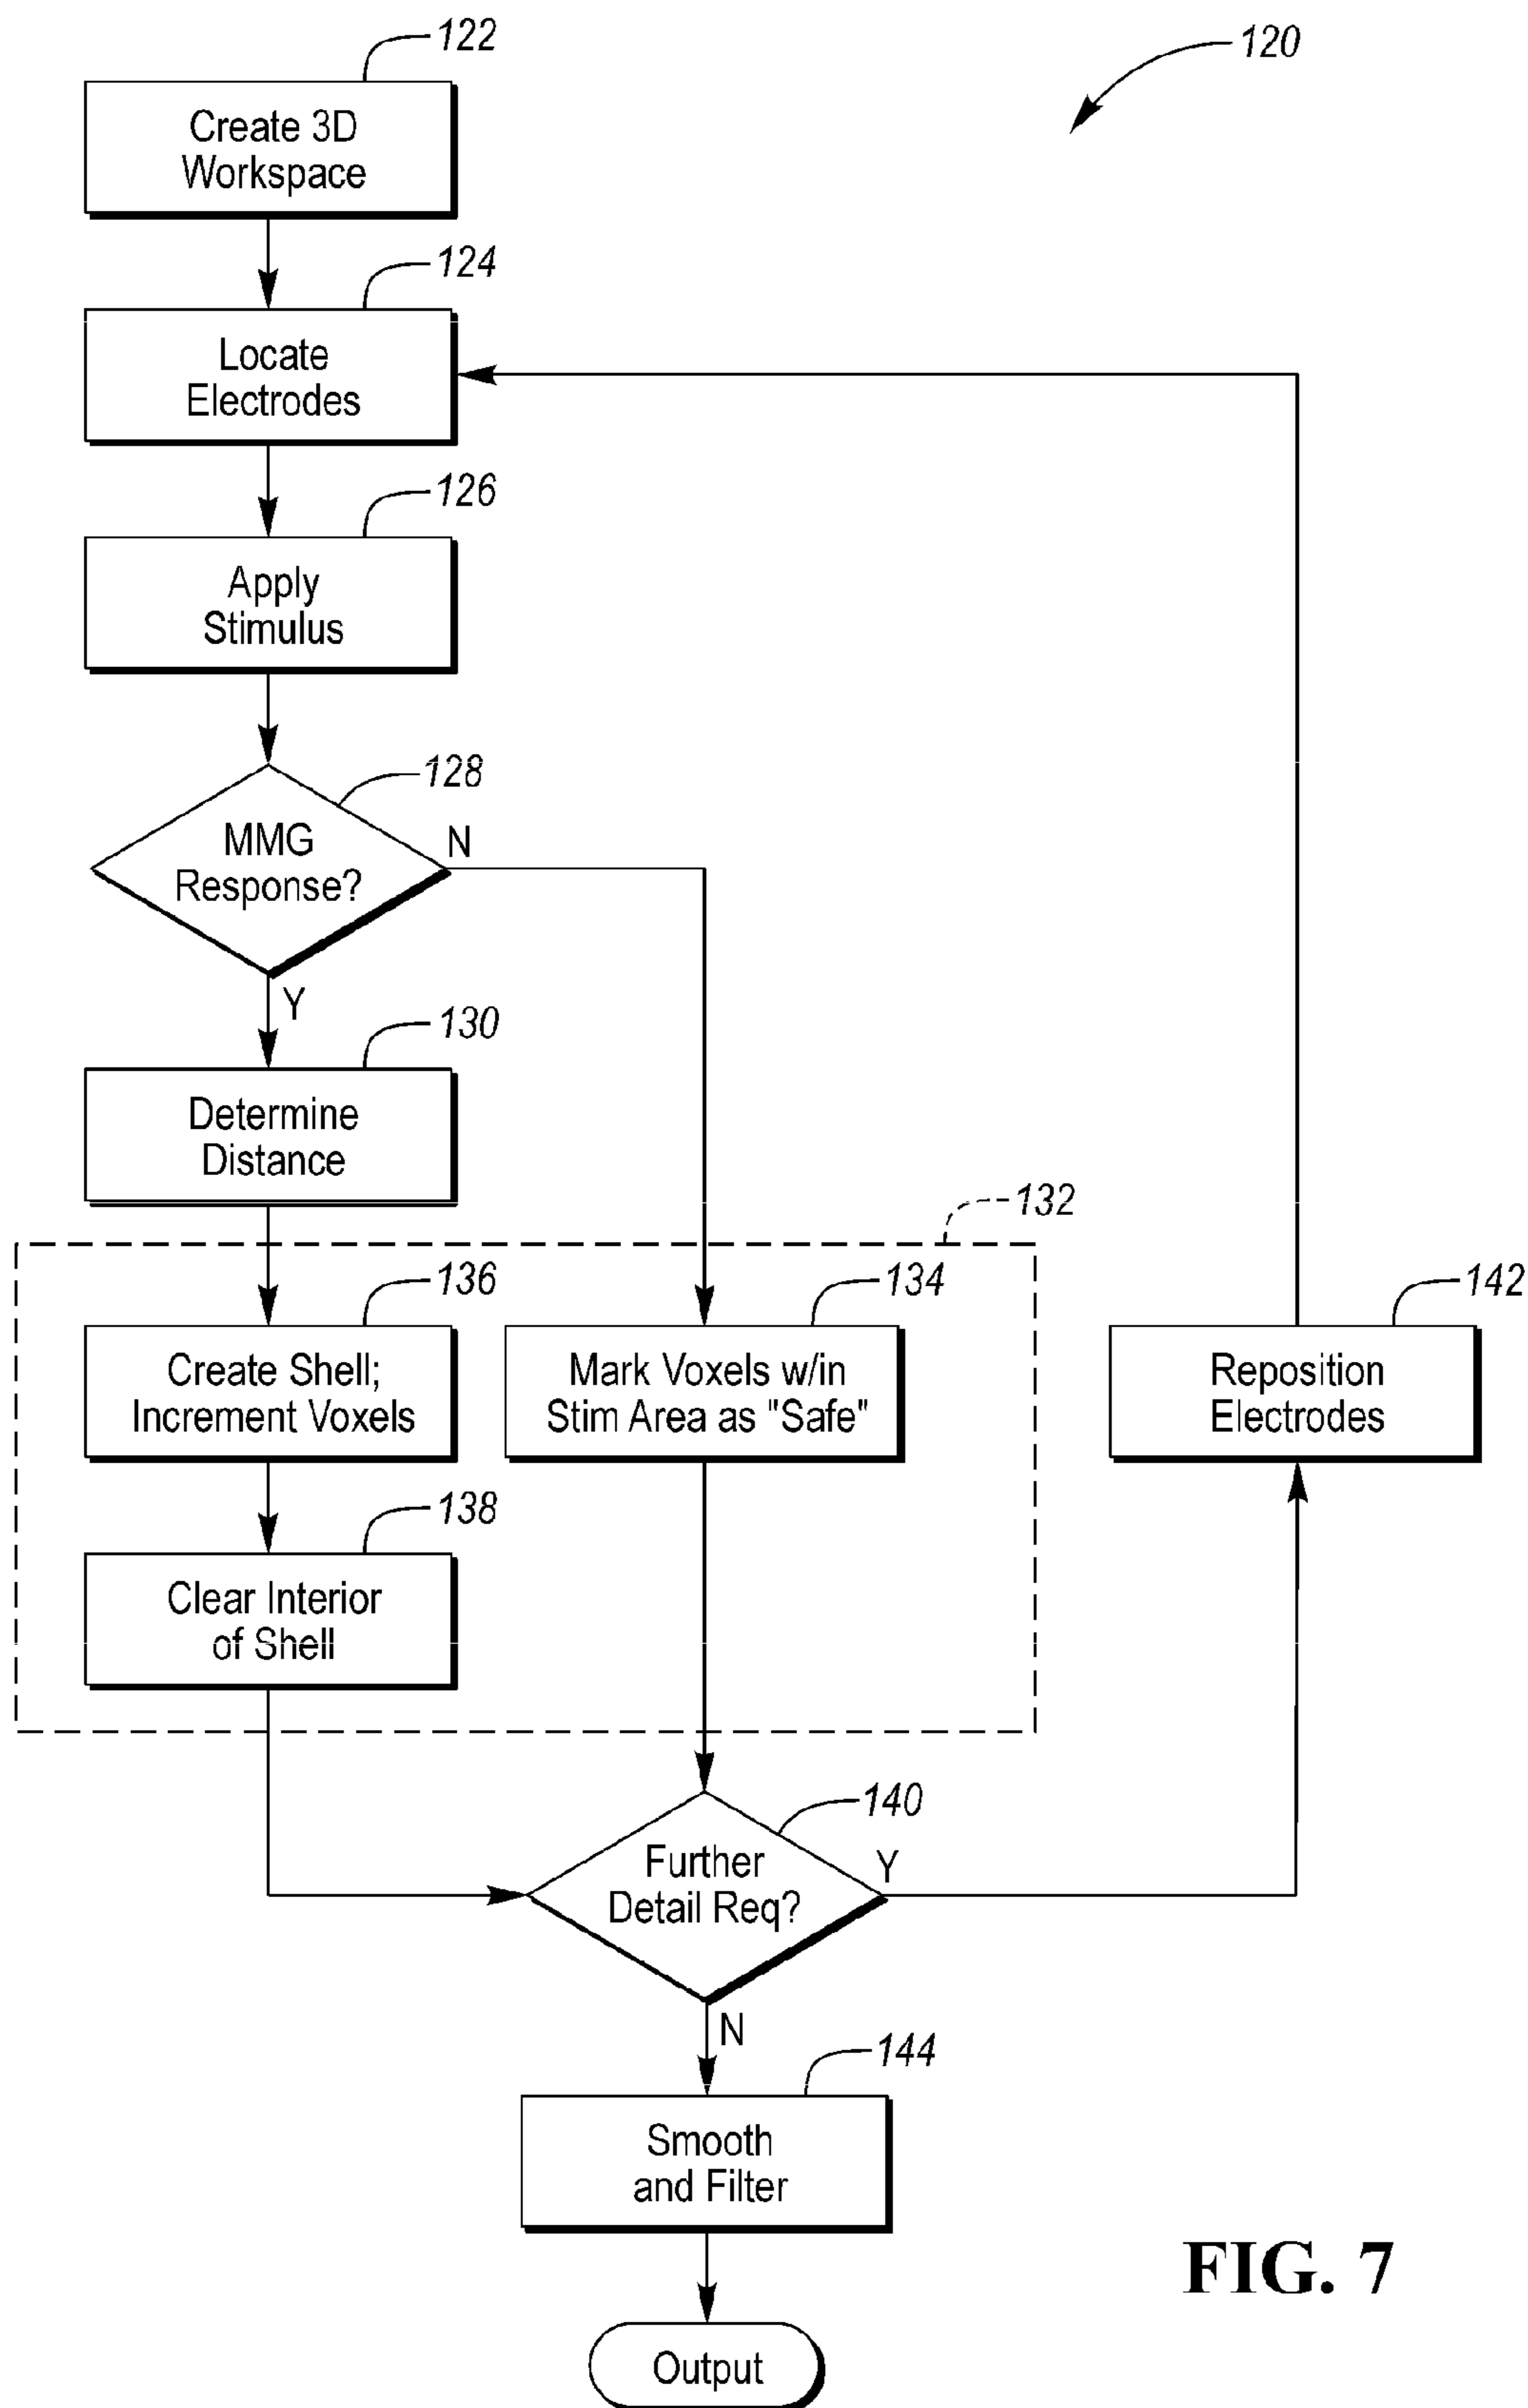 122
120
Create 3D
Workspace
124
Locate
Electrodes
126
Apply
Stimulus
128
MMG
Response?
N
Y
130
Determine
Distance
132
136
134
142
Create Shell;
Increment Voxels
Mark Voxels w/in
Stim Area as "Safe"
Reposition
Electrodes
138
Clear Interior
of Shell
140
Further
Detail Req?
Y
N
144
Smooth
and Filter
FIG. 7
Output